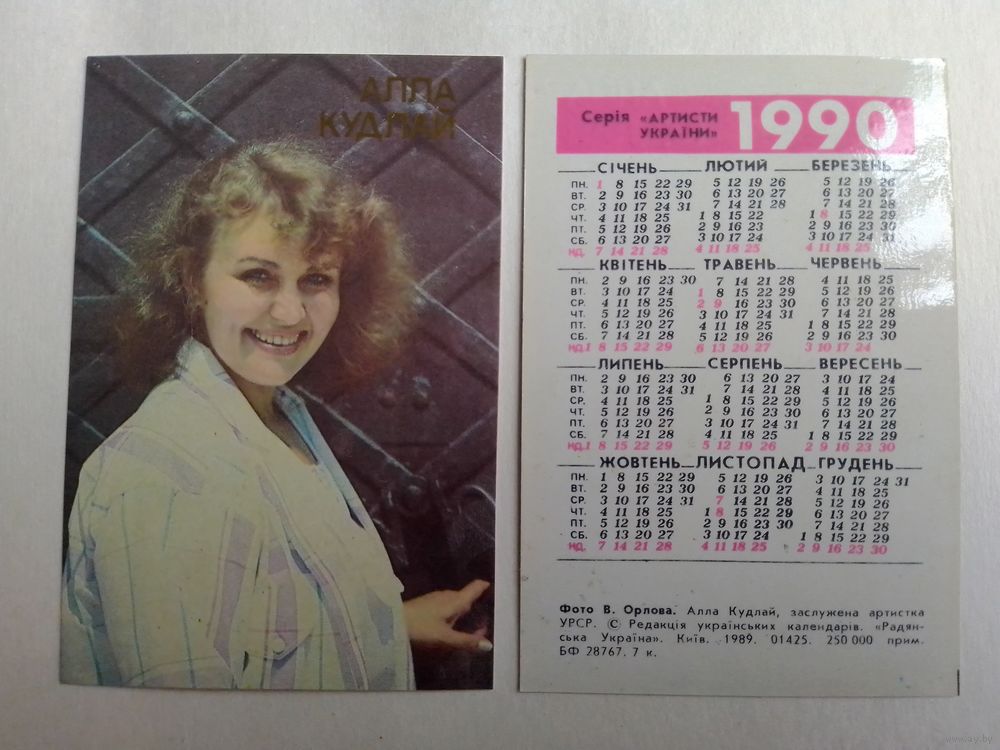 АЛЛА
КУДЛАЙ
Серія «АРТИСТИ
УКРАЇНИ»
1990
СІЧЕНЬ ЛЮТИЙ БЕРЕЗЕНЬ
ПН. 1 8 15 22 29 5 12 19 26 5 12 19 26
ВТ. 2 9 16 23 30 6 13 20 27 6 13 20 27
СР. 3 10 17 24 31 7 14 21 28 7 14 21 28
ЧТ. 4 11 18 25 1 8 15 22 1 8 15 22 29
ПТ. 5 12 19 26 2 9 16 23 2 9 16 23 30
СБ. 6 13 20 27 3 10 17 24 3 10 17 24 31
НД. 7 14 21 28 4 11 18 25 4 11 18 25
КВІТЕНЬ ТРАВЕНЬ ЧЕРВЕНЬ
ПН. 2 9 16 23 30 7 14 21 28 4 11 18 25
ВТ. 3 10 17 24 1 8 15 22 29 5 12 19 26
СР. 4 11 18 25 2 9 16 23 30 6 13 20 27
ЧТ. 5 12 19 26 3 10 17 24 31 7 14 21 28
ПТ. 6 13 20 27 4 11 18 25 1 8 15 22 29
СБ. 7 14 21 28 5 12 19 26 2 9 16 23 30
НД. 1 8 15 22 29 6 13 20 27 3 10 17 24
ЛИПЕНЬ СЕРПЕНЬ ВЕРЕСЕНЬ
ПН. 2 9 16 23 30 6 13 20 27 3 10 17 24
ВТ. 3 10 17 24 31 7 14 21 28 4 11 18 25
СР. 4 11 18 25 1 8 15 22 29 5 12 19 26
ЧТ. 5 12 19 26 2 9 16 23 30 6 13 20 27
ПТ. 6 13 20 27 3 10 17 24 31 7 14 21 28
СБ. 7 14 21 28 4 11 18 25 1 8 15 22 29
НД. 1 8 15 22 29 5 12 19 26 2 9 16 23 30
ЖОВТЕНЬ ЛИСТОПАД ГРУДЕНЬ
ПН. 1 8 15 22 29 5 12 19 26 3 10 17 24 31
ВТ. 2 9 16 23 30 6 13 20 27 4 11 18 25
СР. 3 10 17 24 31 7 14 21 28 5 12 19 26
ЧТ. 4 11 18 25 1 8 15 22 29 6 13 20 27
ПТ. 5 12 19 26 2 9 16 23 30 7 14 21 28
СБ. 6 13 20 27 3 10 17 24 1 8 15 22 29
НД. 7 14 21 28 4 11 18 25 2 9 16 23 30
Фото В. Орлова. Алла Кудлай, заслужена артистка
УРСР. © Редакція українських календарів. «Радян-
ська Україна». Київ. 1989. 01425. 250 000 прим.
БФ 28767. 7 к.
www.ay.by